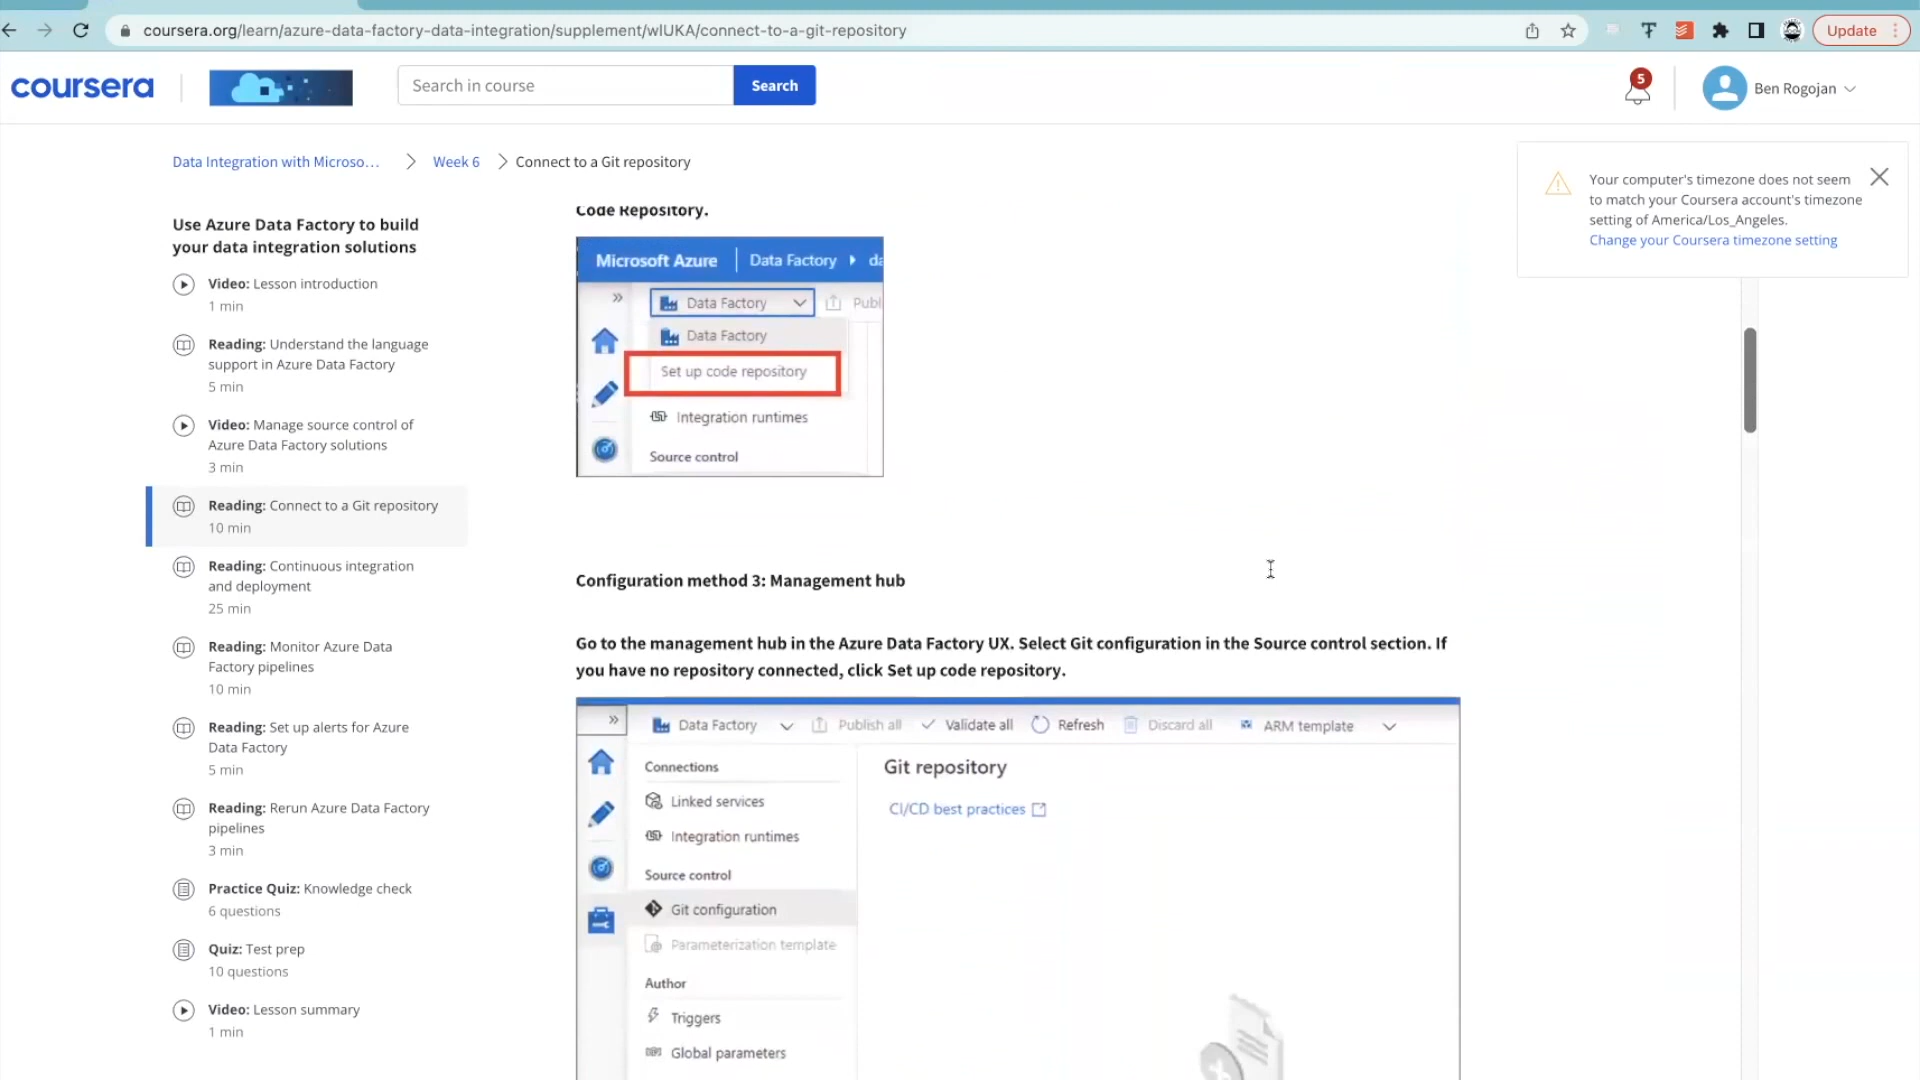 coursera.org/learn/azure-data-factory-data-integration/supplement/wlUKA/connect-to-a-git-repository
Update
coursera
Search in course
Search
5
Ben Rogojan
Data Integration with Microso…
Week 6
Connect to a Git repository
Your computer's timezone does not seem
to match your Coursera account's timezone
setting of America/Los_Angeles.
Change your Coursera timezone setting
Use Azure Data Factory to build
your data integration solutions
Video: Lesson introduction
1 min
Reading: Understand the language
support in Azure Data Factory
5 min
Video: Manage source control of
Azure Data Factory solutions
3 min
Reading: Connect to a Git repository
10 min
Reading: Continuous integration
and deployment
25 min
Reading: Monitor Azure Data
Factory pipelines
10 min
Reading: Set up alerts for Azure
Data Factory
5 min
Reading: Rerun Azure Data Factory
pipelines
3 min
Practice Quiz: Knowledge check
6 questions
Quiz: Test prep
10 questions
Video: Lesson summary
1 min
Code Repository.
Microsoft Azure
Data Factory
da
Data Factory
Publ
Data Factory
Set up code repository
Integration runtimes
Source control
Configuration method 3: Management hub
Go to the management hub in the Azure Data Factory UX. Select Git configuration in the Source control section. If
you have no repository connected, click Set up code repository.
Data Factory
Publish all
Validate all
Refresh
Discard all
ARM template
Connections
Linked services
Integration runtimes
Source control
Git configuration
Parameterization template
Author
Triggers
Global parameters
Git repository
CI/CD best practices